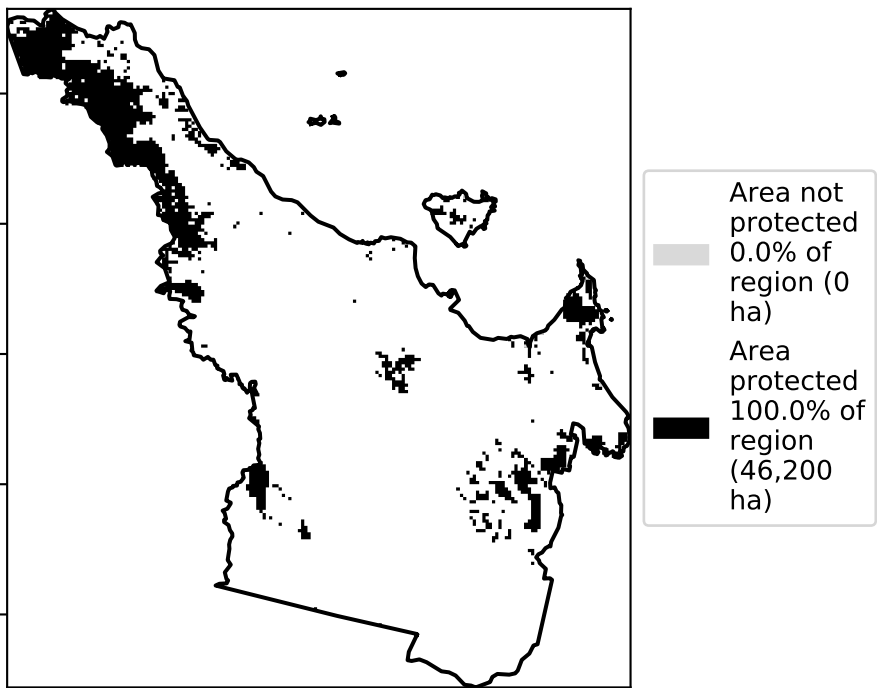 Area not
protected
0.0% of
region (0
ha)
Area
protected
100.0% of
region
(46,200
ha)